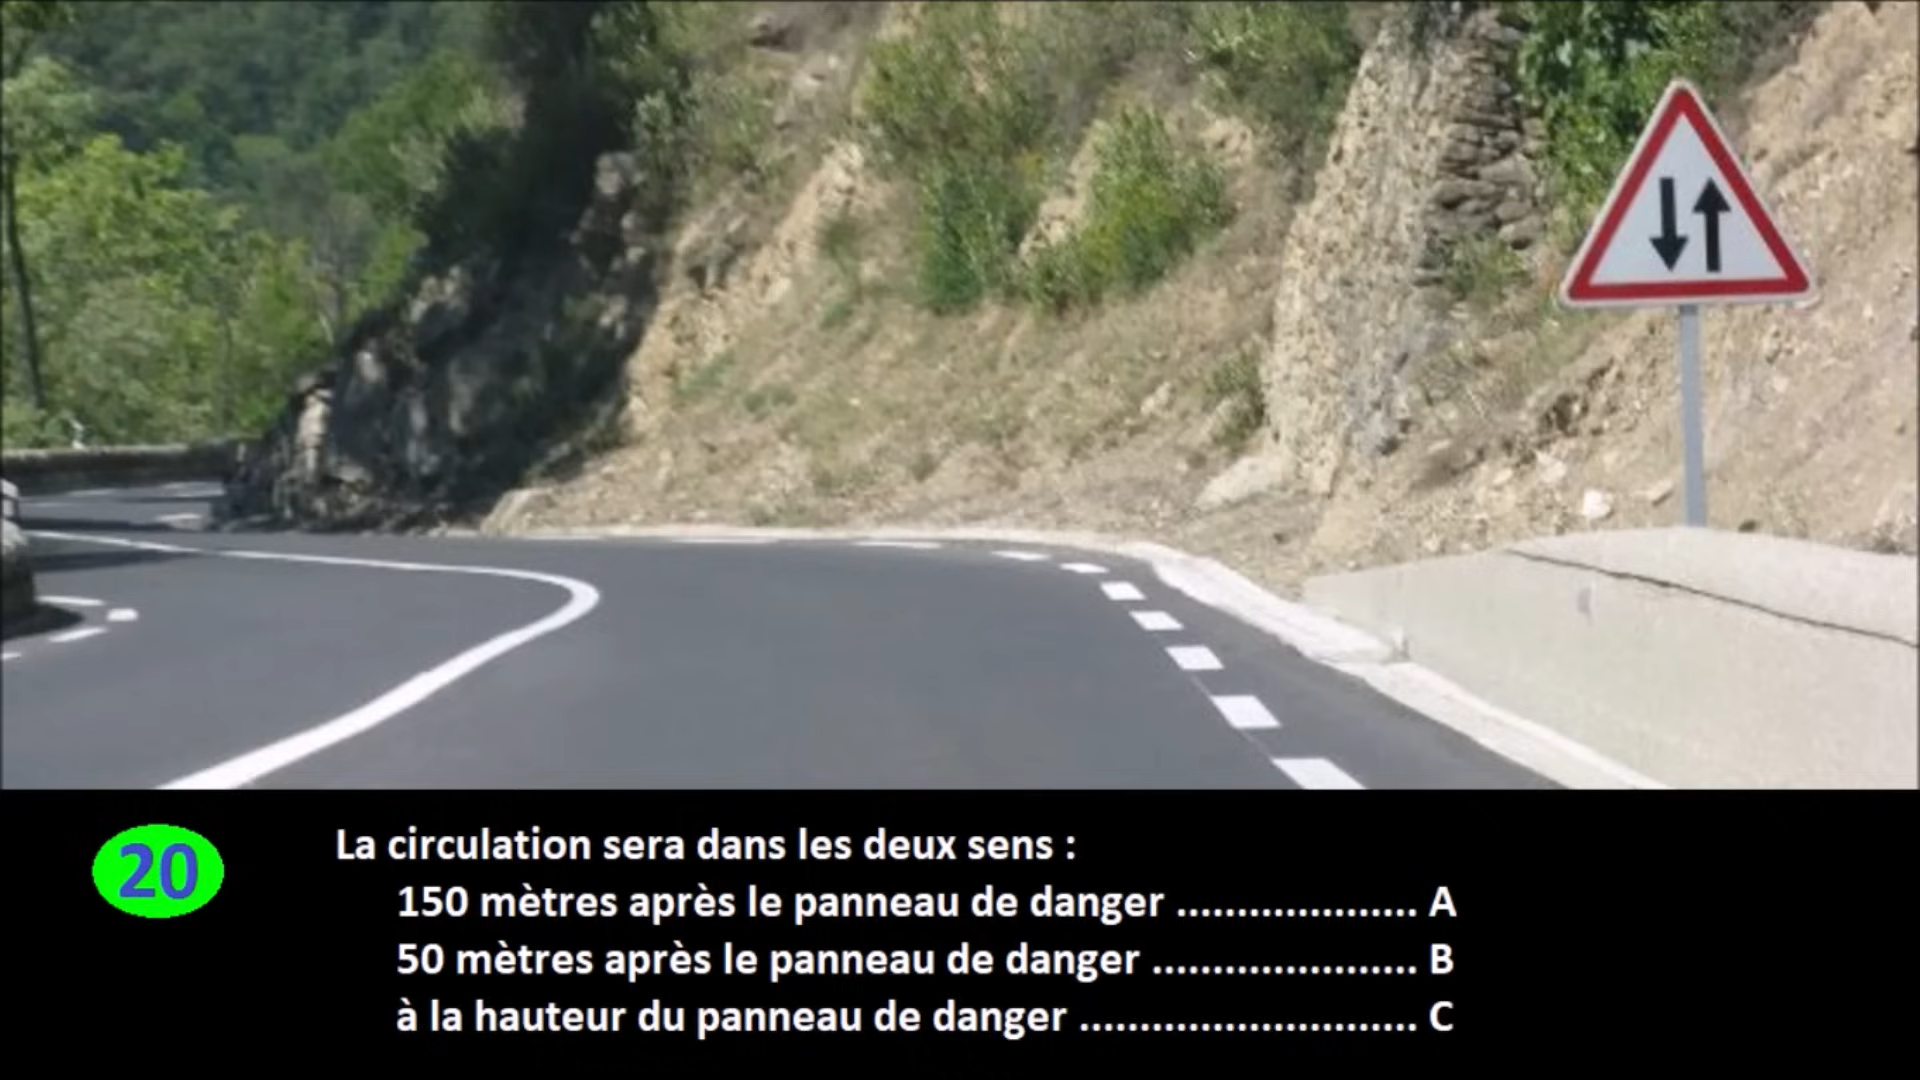 20
La circulation sera dans les deux sens :
150 mètres après le panneau de danger .................... A
50 mètres après le panneau de danger ...................... B
à la hauteur du panneau de danger ............................ C